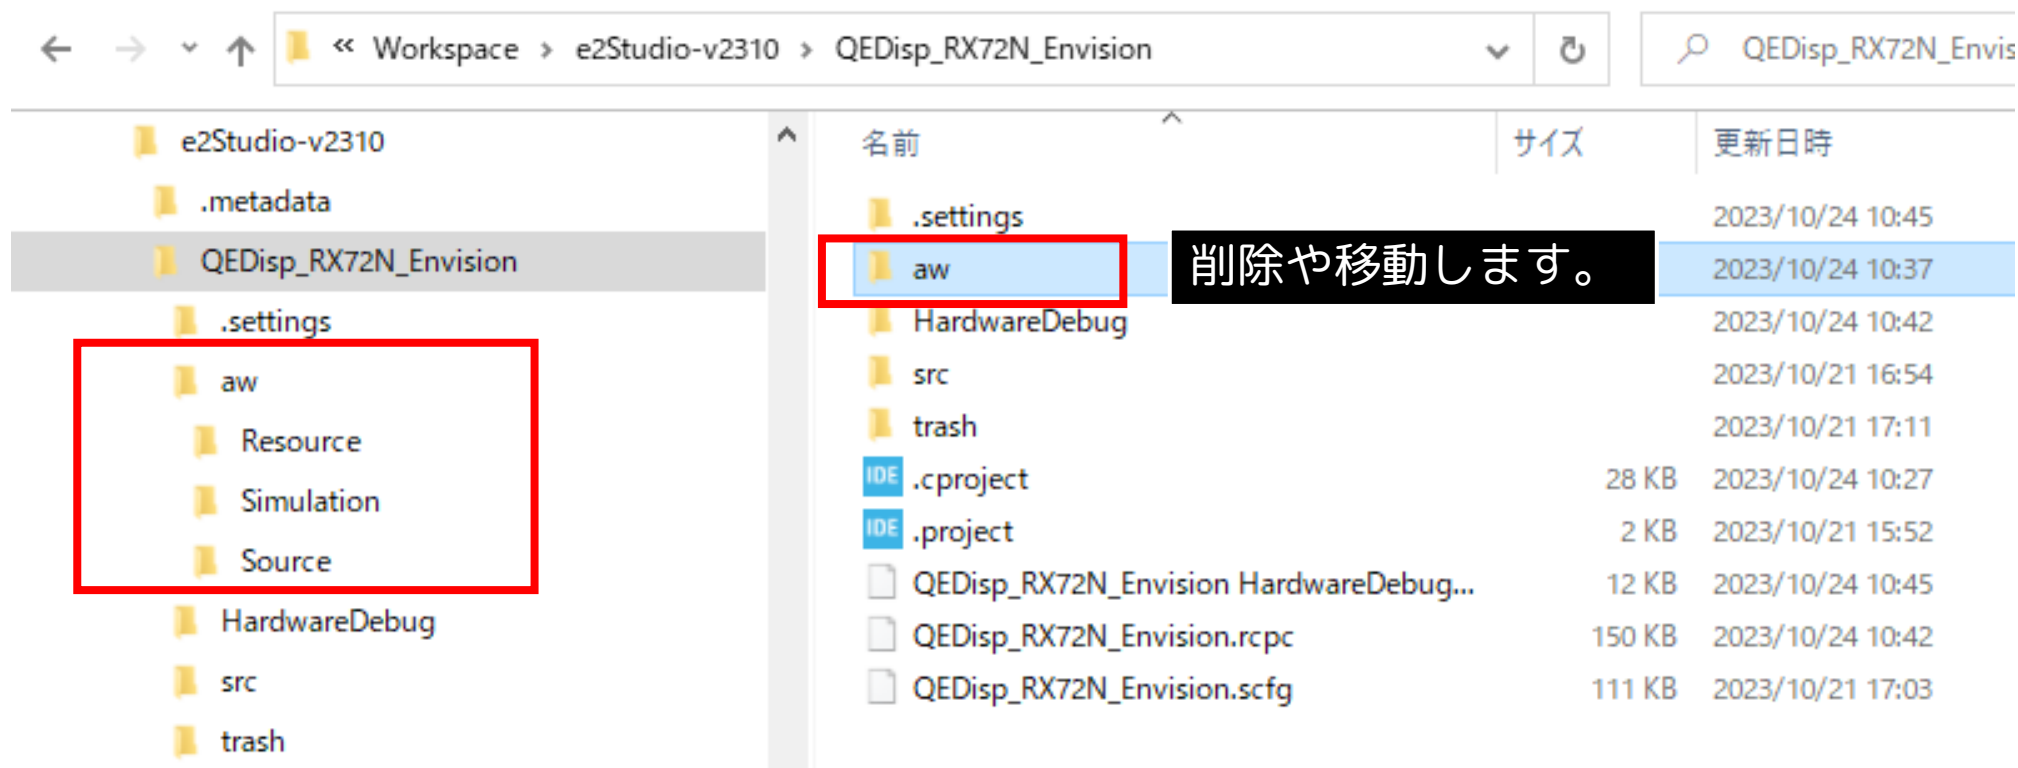 « Workspace › e2Studio-v2310 › QEDisp_RX72N_Envision
QEDisp_RX72N_Envis
e2Studio-v2310
.metadata
QEDisp_RX72N_Envision
.settings
aw
Resource
Simulation
Source
HardwareDebug
src
trash
名前 サイズ 更新日時
.settings 2023/10/24 10:45
aw 削除や移動します。 2023/10/24 10:37
HardwareDebug 2023/10/24 10:42
src 2023/10/21 16:54
trash 2023/10/21 17:11
IDE .cproject 28 KB 2023/10/24 10:27
IDE .project 2 KB 2023/10/21 15:52
QEDisp_RX72N_Envision HardwareDebug... 12 KB 2023/10/24 10:45
QEDisp_RX72N_Envision.rcpc 150 KB 2023/10/24 10:42
QEDisp_RX72N_Envision.scfg 111 KB 2023/10/21 17:03